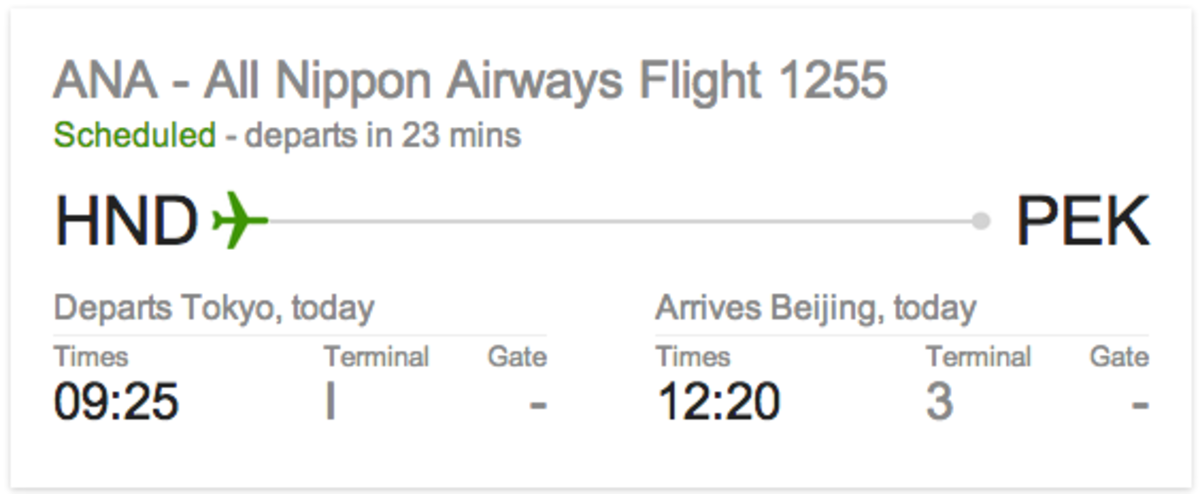 ANA - All Nippon Airways Flight 1255
Scheduled - departs in 23 mins
HND PEK
Departs Tokyo, today Arrives Beijing, today
Times Terminal Gate Times Terminal Gate
09:25 I - 12:20 3 -